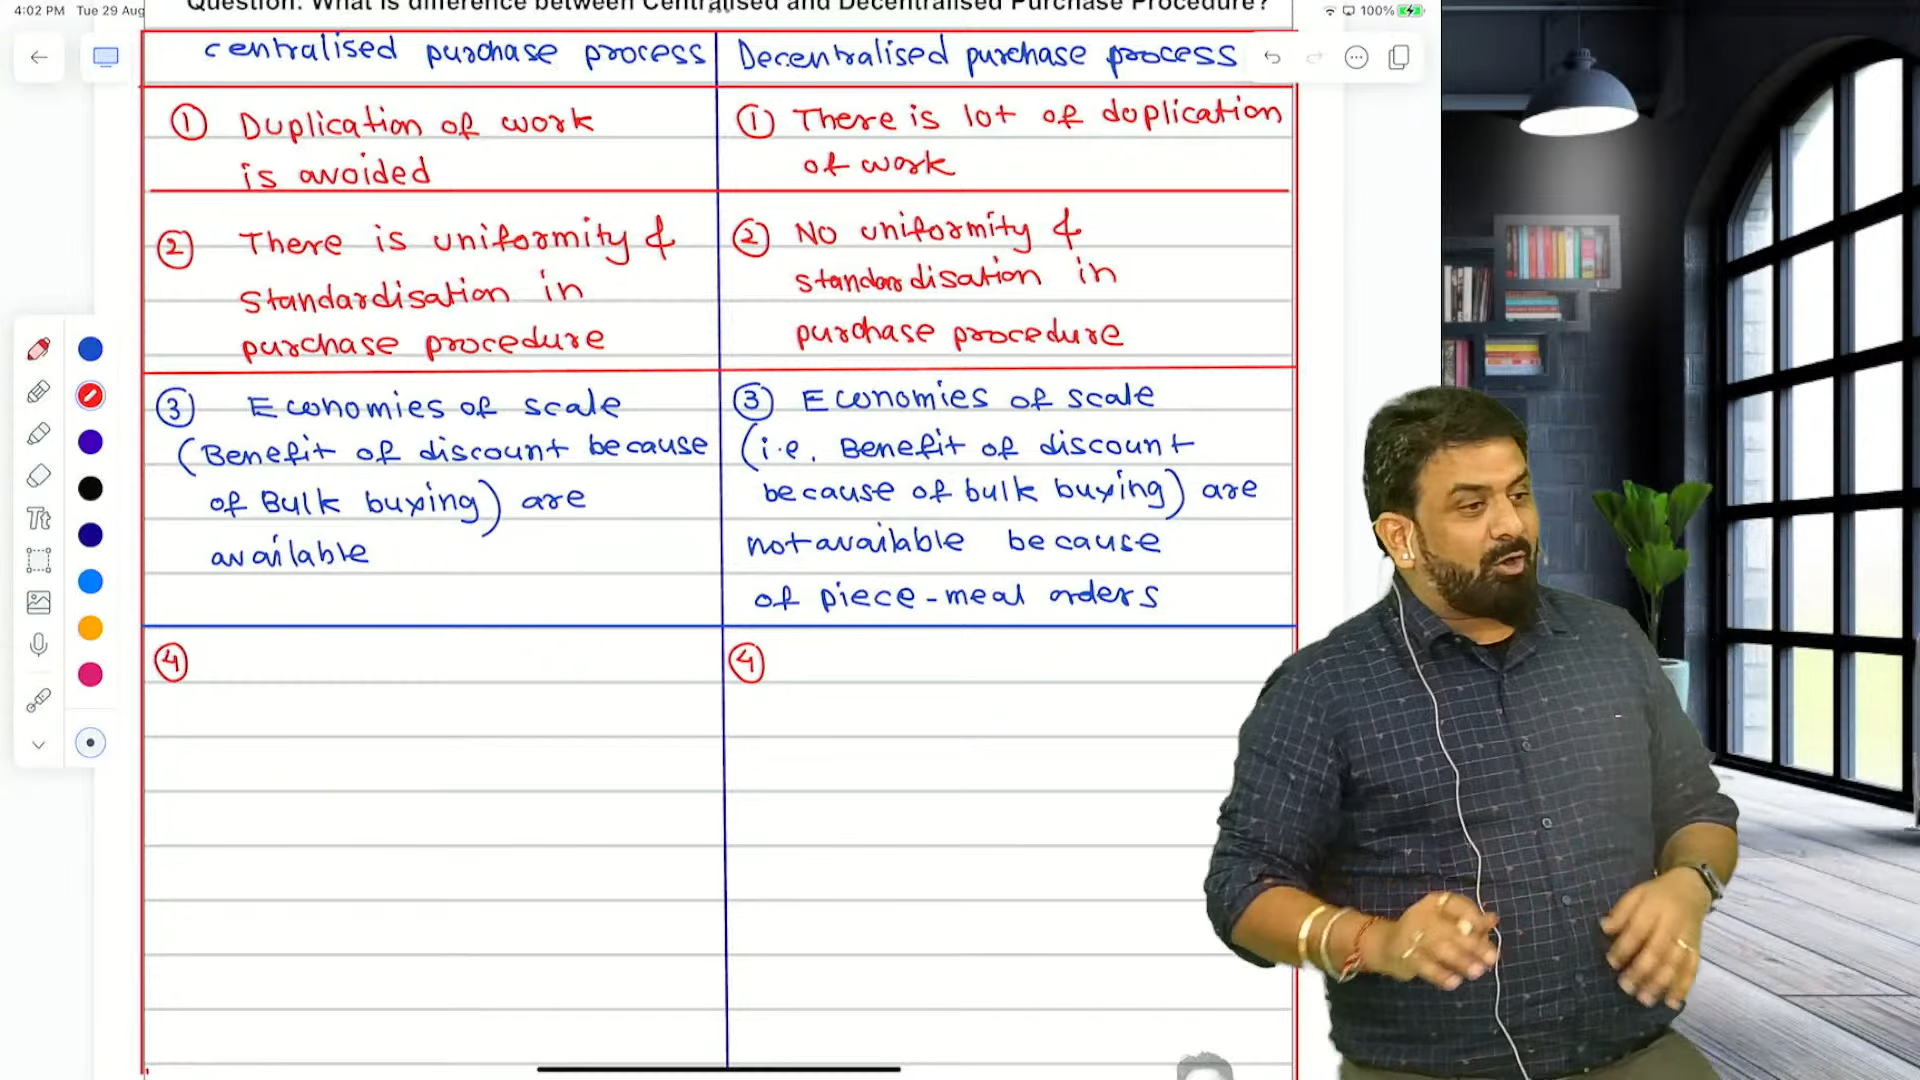 4:02 PM Tue 29 Aug
100%
Question: What is difference between Centralised and Decentralised Purchase Procedure?
centralised purchase process
Decentralised purchase process
① Duplication of work
is avoided
① There is lot of duplication
of work
② There is uniformity &
standardisation in
purchase procedure
② No uniformity &
standardisation in
purchase procedure
③ Economies of scale
(Benefit of discount because
of Bulk buying) are
available
③ Economies of scale
(i.e. Benefit of discount
because of bulk buying) are
not available because
of piece-meal orders
④
④
Tt